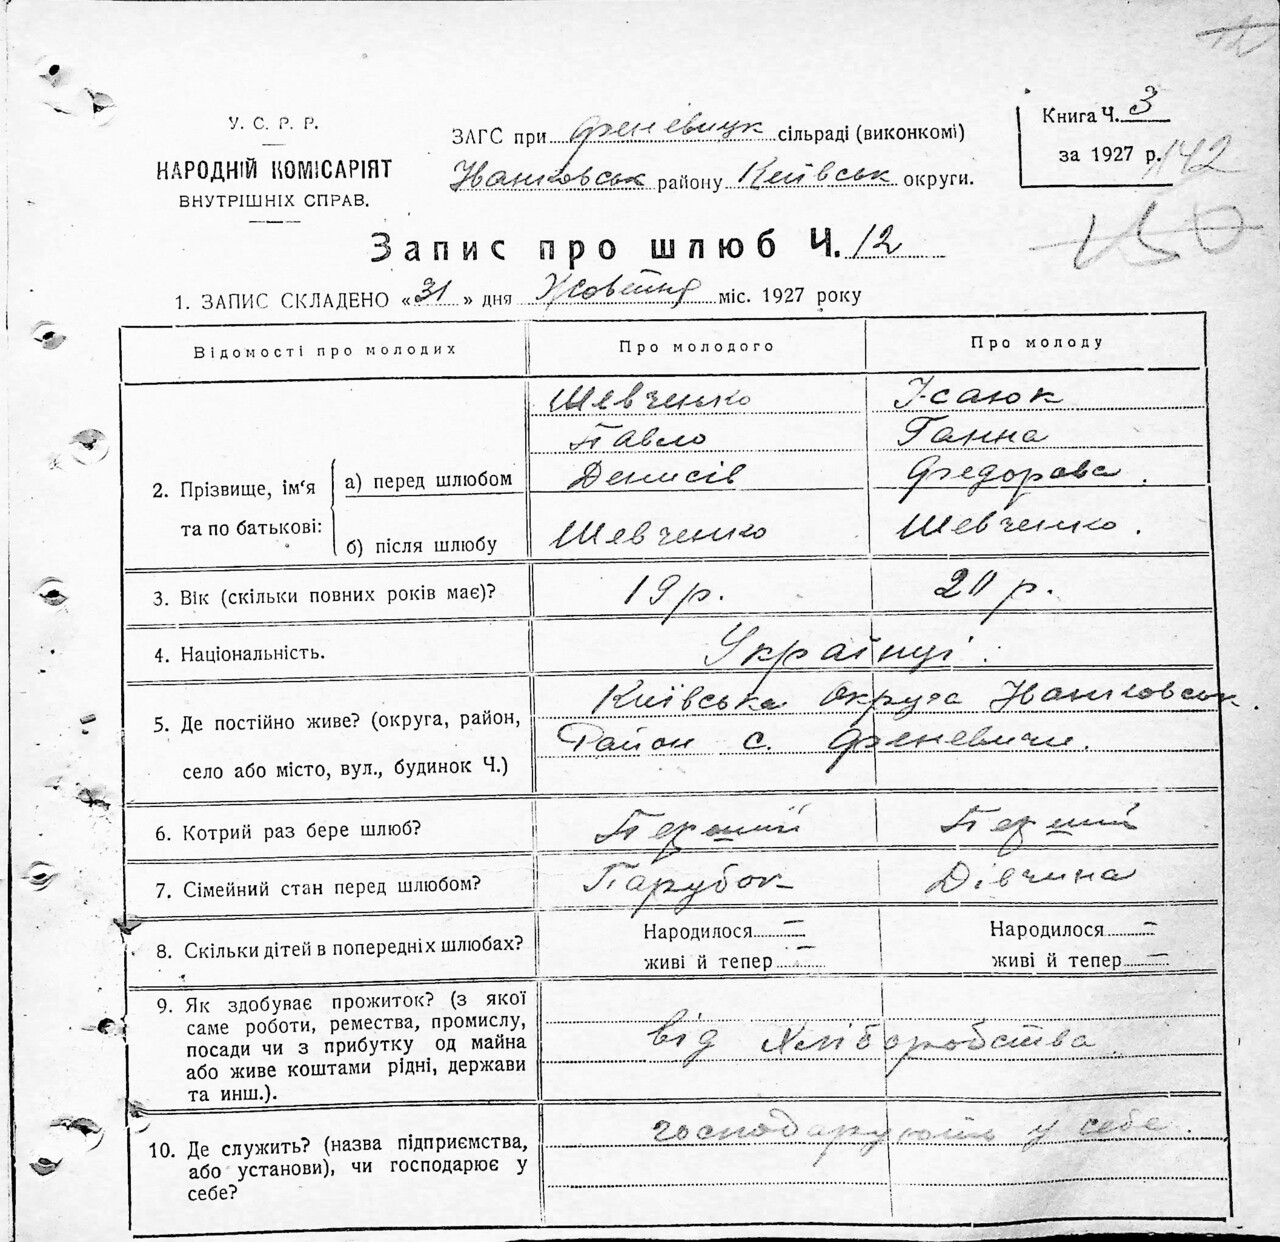 У. С. Р. Р.
НАРОДНІЙ КОМІСАРІЯТ
ВНУТРІШНІХ СПРАВ.
ЗАГС при Феневицк сільраді (виконкомі)
Іванковськ району Київськ округи.
Книга Ч. 3
за 1927 р.
142
150
Запис про шлюб Ч. 12
1. ЗАПИС СКЛАДЕНО «31» дня Жовтня міс. 1927 року
Відомості про молодих Про молодого Про молоду
2. Прізвище, ім'я та по батькові:
а) перед шлюбом
Шевченко Ісаюк
Павло Ганна
Денисів Федорова.
б) після шлюбу Шевченко Шевченко.
3. Вік (скільки повних років має)? 19 р. 20 р.
4. Національність. Українці.
5. Де постійно живе? (округа, район,
село або місто, вул., будинок Ч.)
Київська округа Іванковськ.
Район с. Феневичи.
6. Котрий раз бере шлюб? Перший Перший
7. Сімейний стан перед шлюбом? Парубок Дівчина
8. Скільки дітей в попередніх шлюбах?
Народилося — Народилося —
живі й тепер — живі й тепер —
9. Як здобуває прожиток? (з якої
саме роботи, ремества, промислу,
посади чи з прибутку од майна
або живе коштами рідні, держави
та инш.).
від хліборобства
10. Де служить? (назва підприємства,
або установи), чи господарює у
себе?
господарюють у себе.